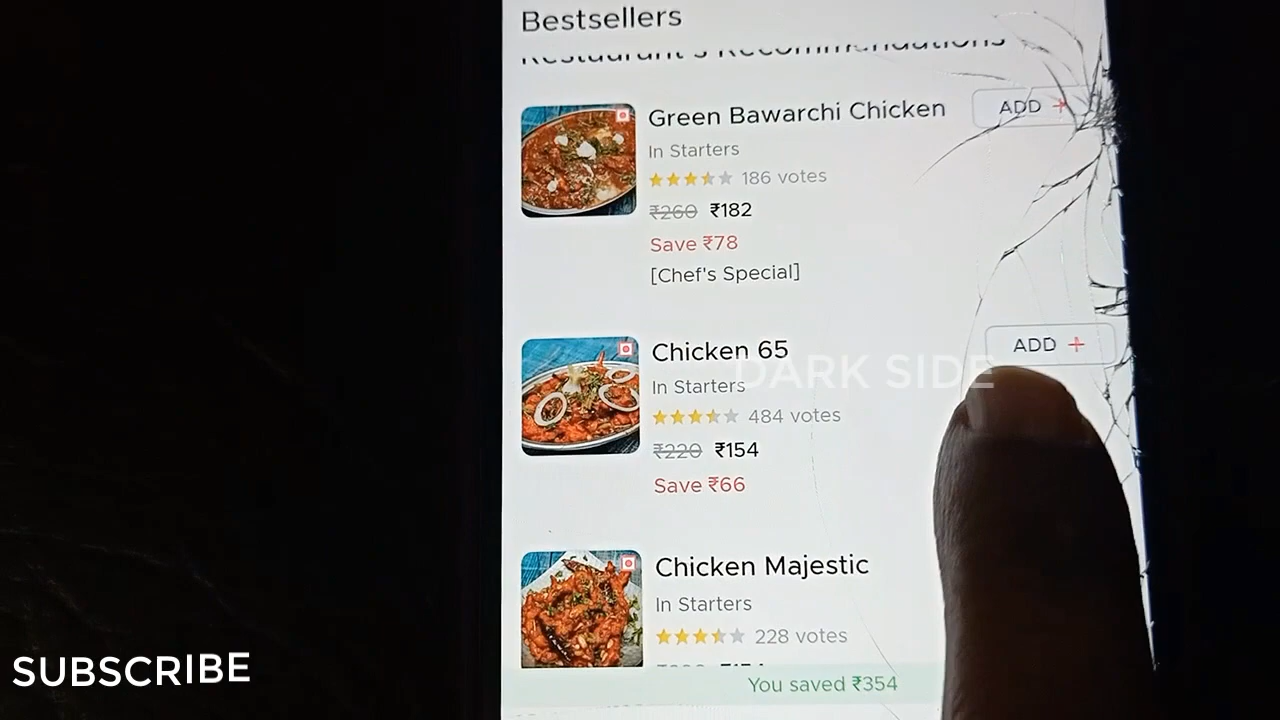 Bestsellers
Restaurant's Recommendations
Green Bawarchi Chicken
ADD +
In Starters
186 votes
₹260 ₹182
Save ₹78
[Chef's Special]
Chicken 65
ADD +
DARK SIDE
In Starters
484 votes
₹220 ₹154
Save ₹66
Chicken Majestic
In Starters
228 votes
You saved ₹354
SUBSCRIBE